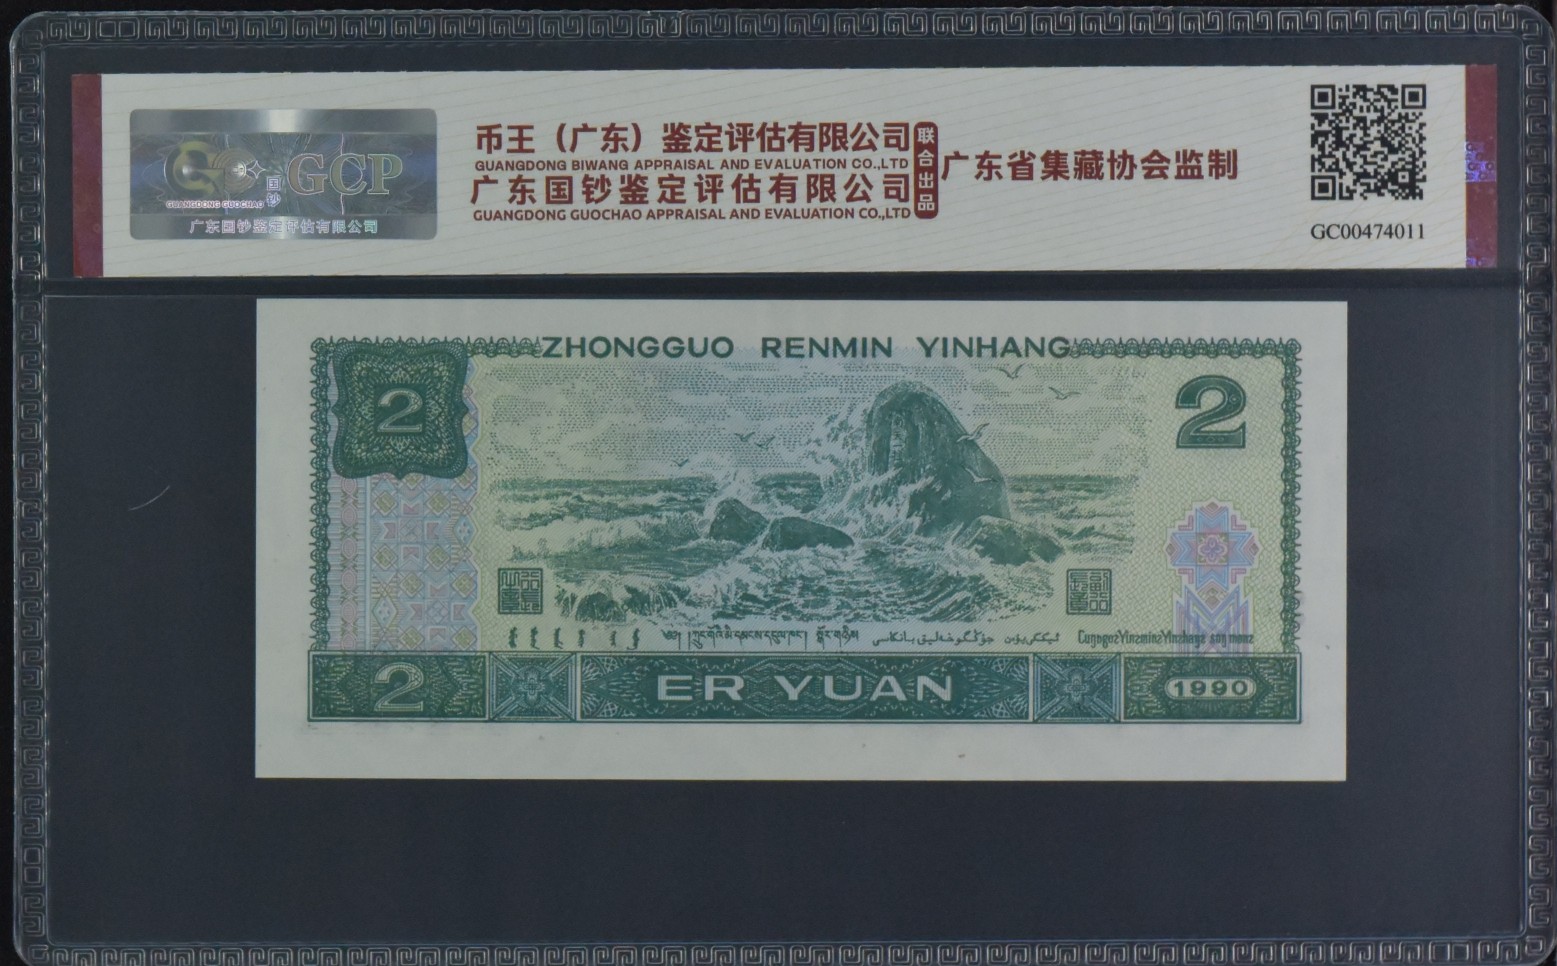 GCP
国钞
GUANGDONG GUOCHAO
广东国钞鉴定评估有限公司
币王（广东）鉴定评估有限公司
GUANGDONG BIWANG APPRAISAL AND EVALUATION CO.,LTD
广东国钞鉴定评估有限公司
GUANGDONG GUOCHAO APPRAISAL AND EVALUATION CO.,LTD
联合出品
广东省集藏协会监制
GC00474011
ZHONGGUO RENMIN YINHANG
2
2
2
ER YUAN
1990